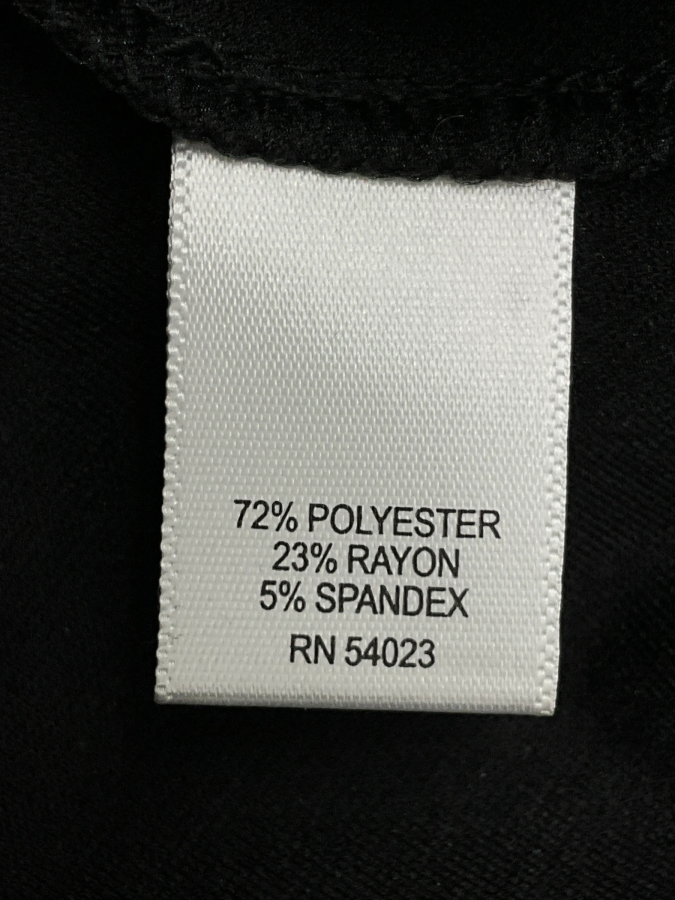 72% POLYESTER
23% RAYON
5% SPANDEX
RN 54023